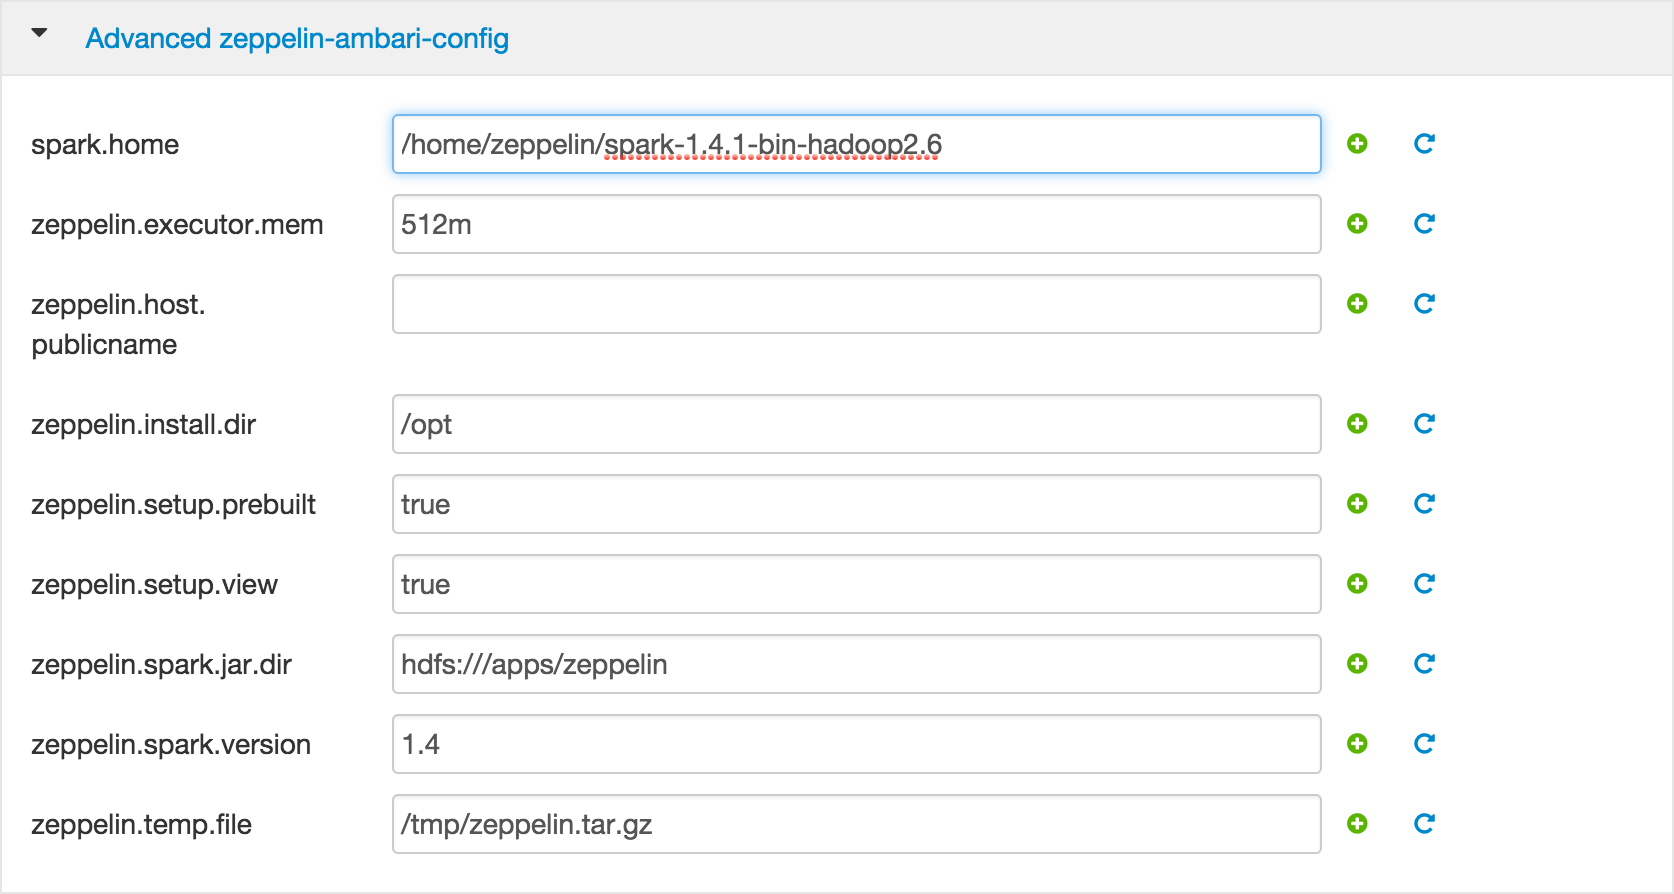 Advanced zeppelin-ambari-config
spark.home /home/zeppelin/spark-1.4.1-bin-hadoop2.6
zeppelin.executor.mem 512m
zeppelin.host.
publicname
zeppelin.install.dir /opt
zeppelin.setup.prebuilt true
zeppelin.setup.view true
zeppelin.spark.jar.dir hdfs:///apps/zeppelin
zeppelin.spark.version 1.4
zeppelin.temp.file /tmp/zeppelin.tar.gz